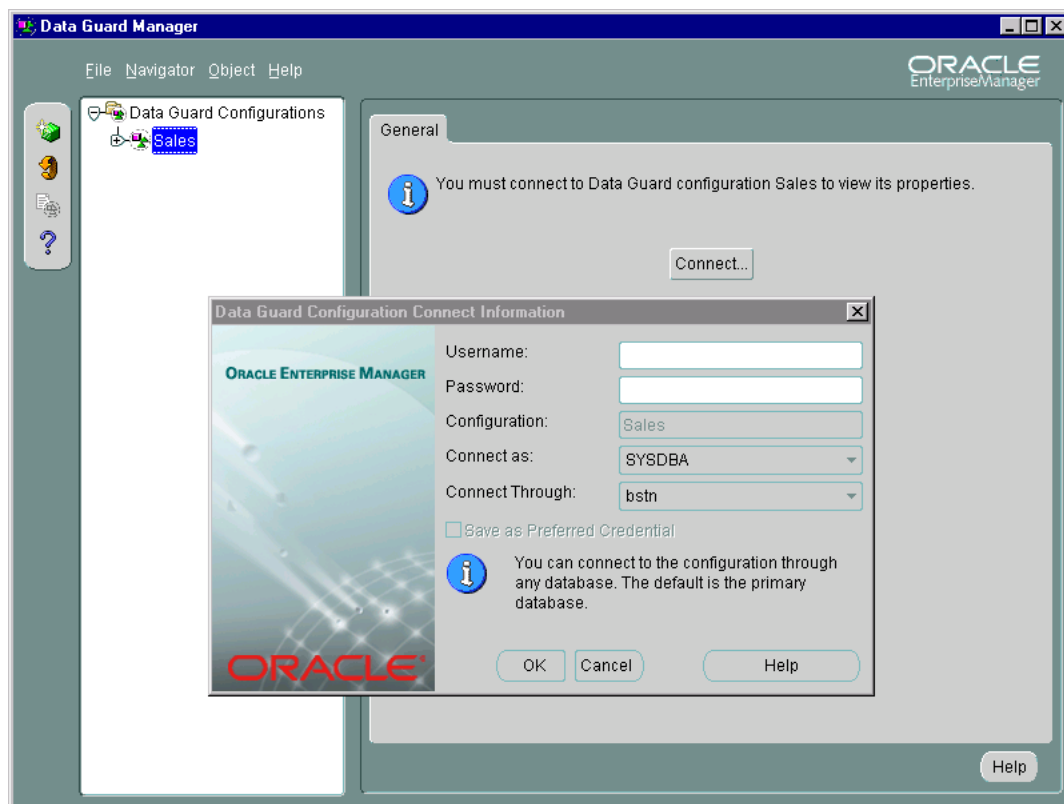 Data Guard Manager
File Navigator Object Help
ORACLE
EnterpriseManager
Data Guard Configurations
Sales
General
You must connect to Data Guard configuration Sales to view its properties.
Connect...
Data Guard Configuration Connect Information
ORACLE ENTERPRISE MANAGER
Username:
Password:
Configuration:
Sales
Connect as:
SYSDBA
Connect Through:
bstn
Save as Preferred Credential
You can connect to the configuration through
any database. The default is the primary
database.
ORACLE
OK Cancel Help
Help